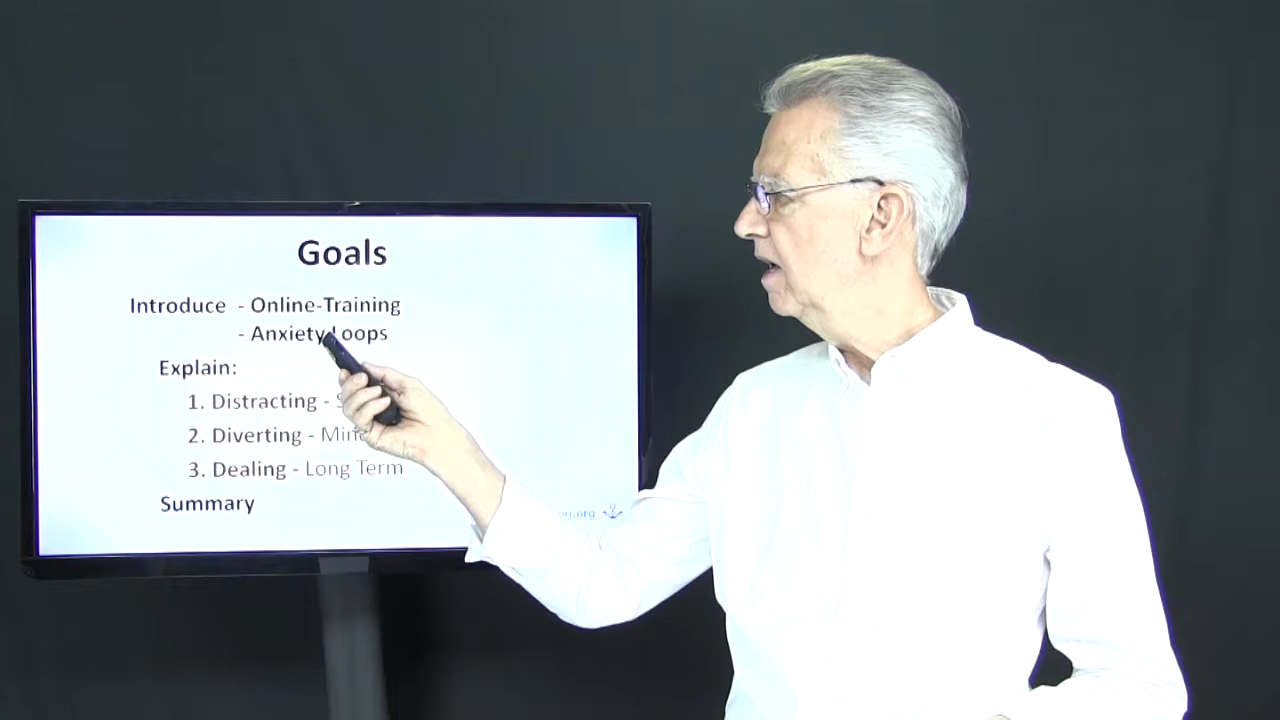 Goals
Introduce - Online-Training
- Anxiety Loops
Explain:
1. Distracting -
2. Diverting -
3. Dealing - Long Term
Summary